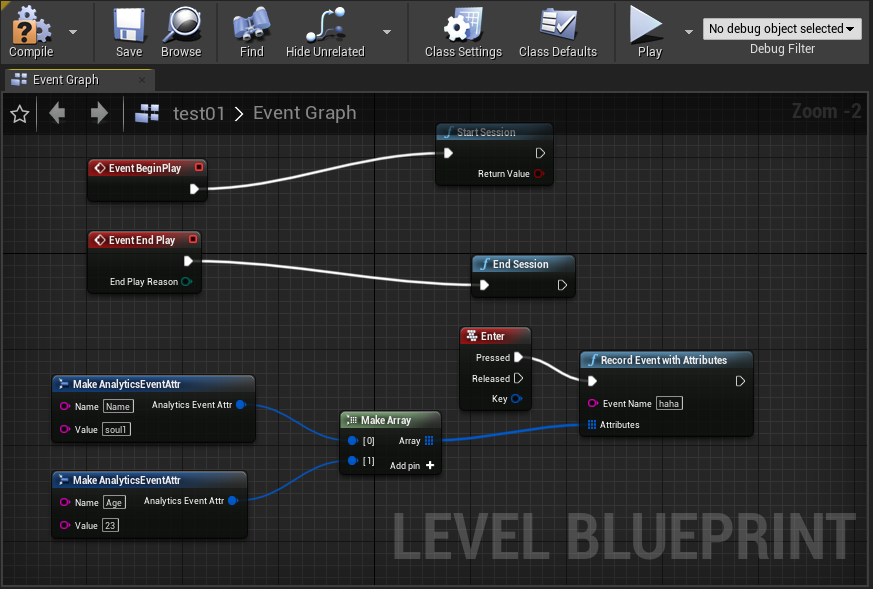 Compile
Save
Browse
Find
Hide Unrelated
Class Settings
Class Defaults
Play
No debug object selected
Debug Filter
Event Graph
test01 > Event Graph
Zoom -2
Start Session
Return Value
Event BeginPlay
Event End Play
End Play Reason
End Session
Enter
Pressed
Released
Key
Record Event with Attributes
Event Name haha
Attributes
Make AnalyticsEventAttr
Name Name Analytics Event Attr
Value soul1
Make Array
[0] Array
[1] Add pin +
Make AnalyticsEventAttr
Name Age Analytics Event Attr
Value 23
LEVEL BLUEPRINT